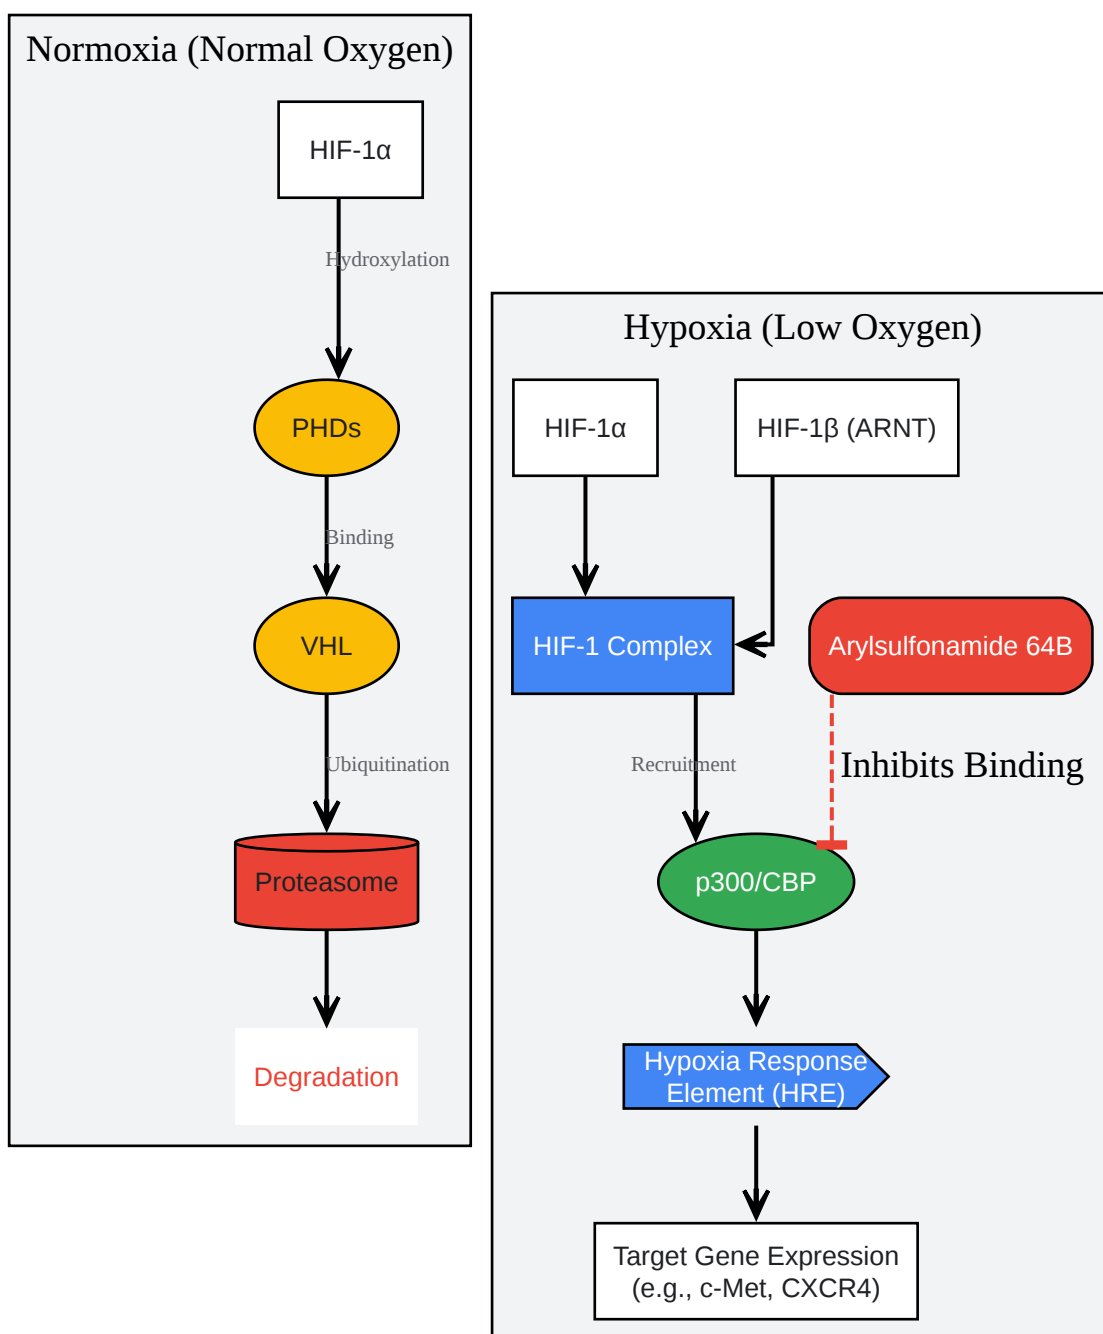 Normoxia (Normal Oxygen)
HIF-1α
Hydroxylation
PHDs
Binding
VHL
Ubiquitination
Proteasome
Degradation
Hypoxia (Low Oxygen)
HIF-1α
HIF-1β (ARNT)
HIF-1 Complex
Arylsulfonamide 64B
Recruitment
Inhibits Binding
p300/CBP
Hypoxia Response
Element (HRE)
Target Gene Expression
(e.g., c-Met, CXCR4)